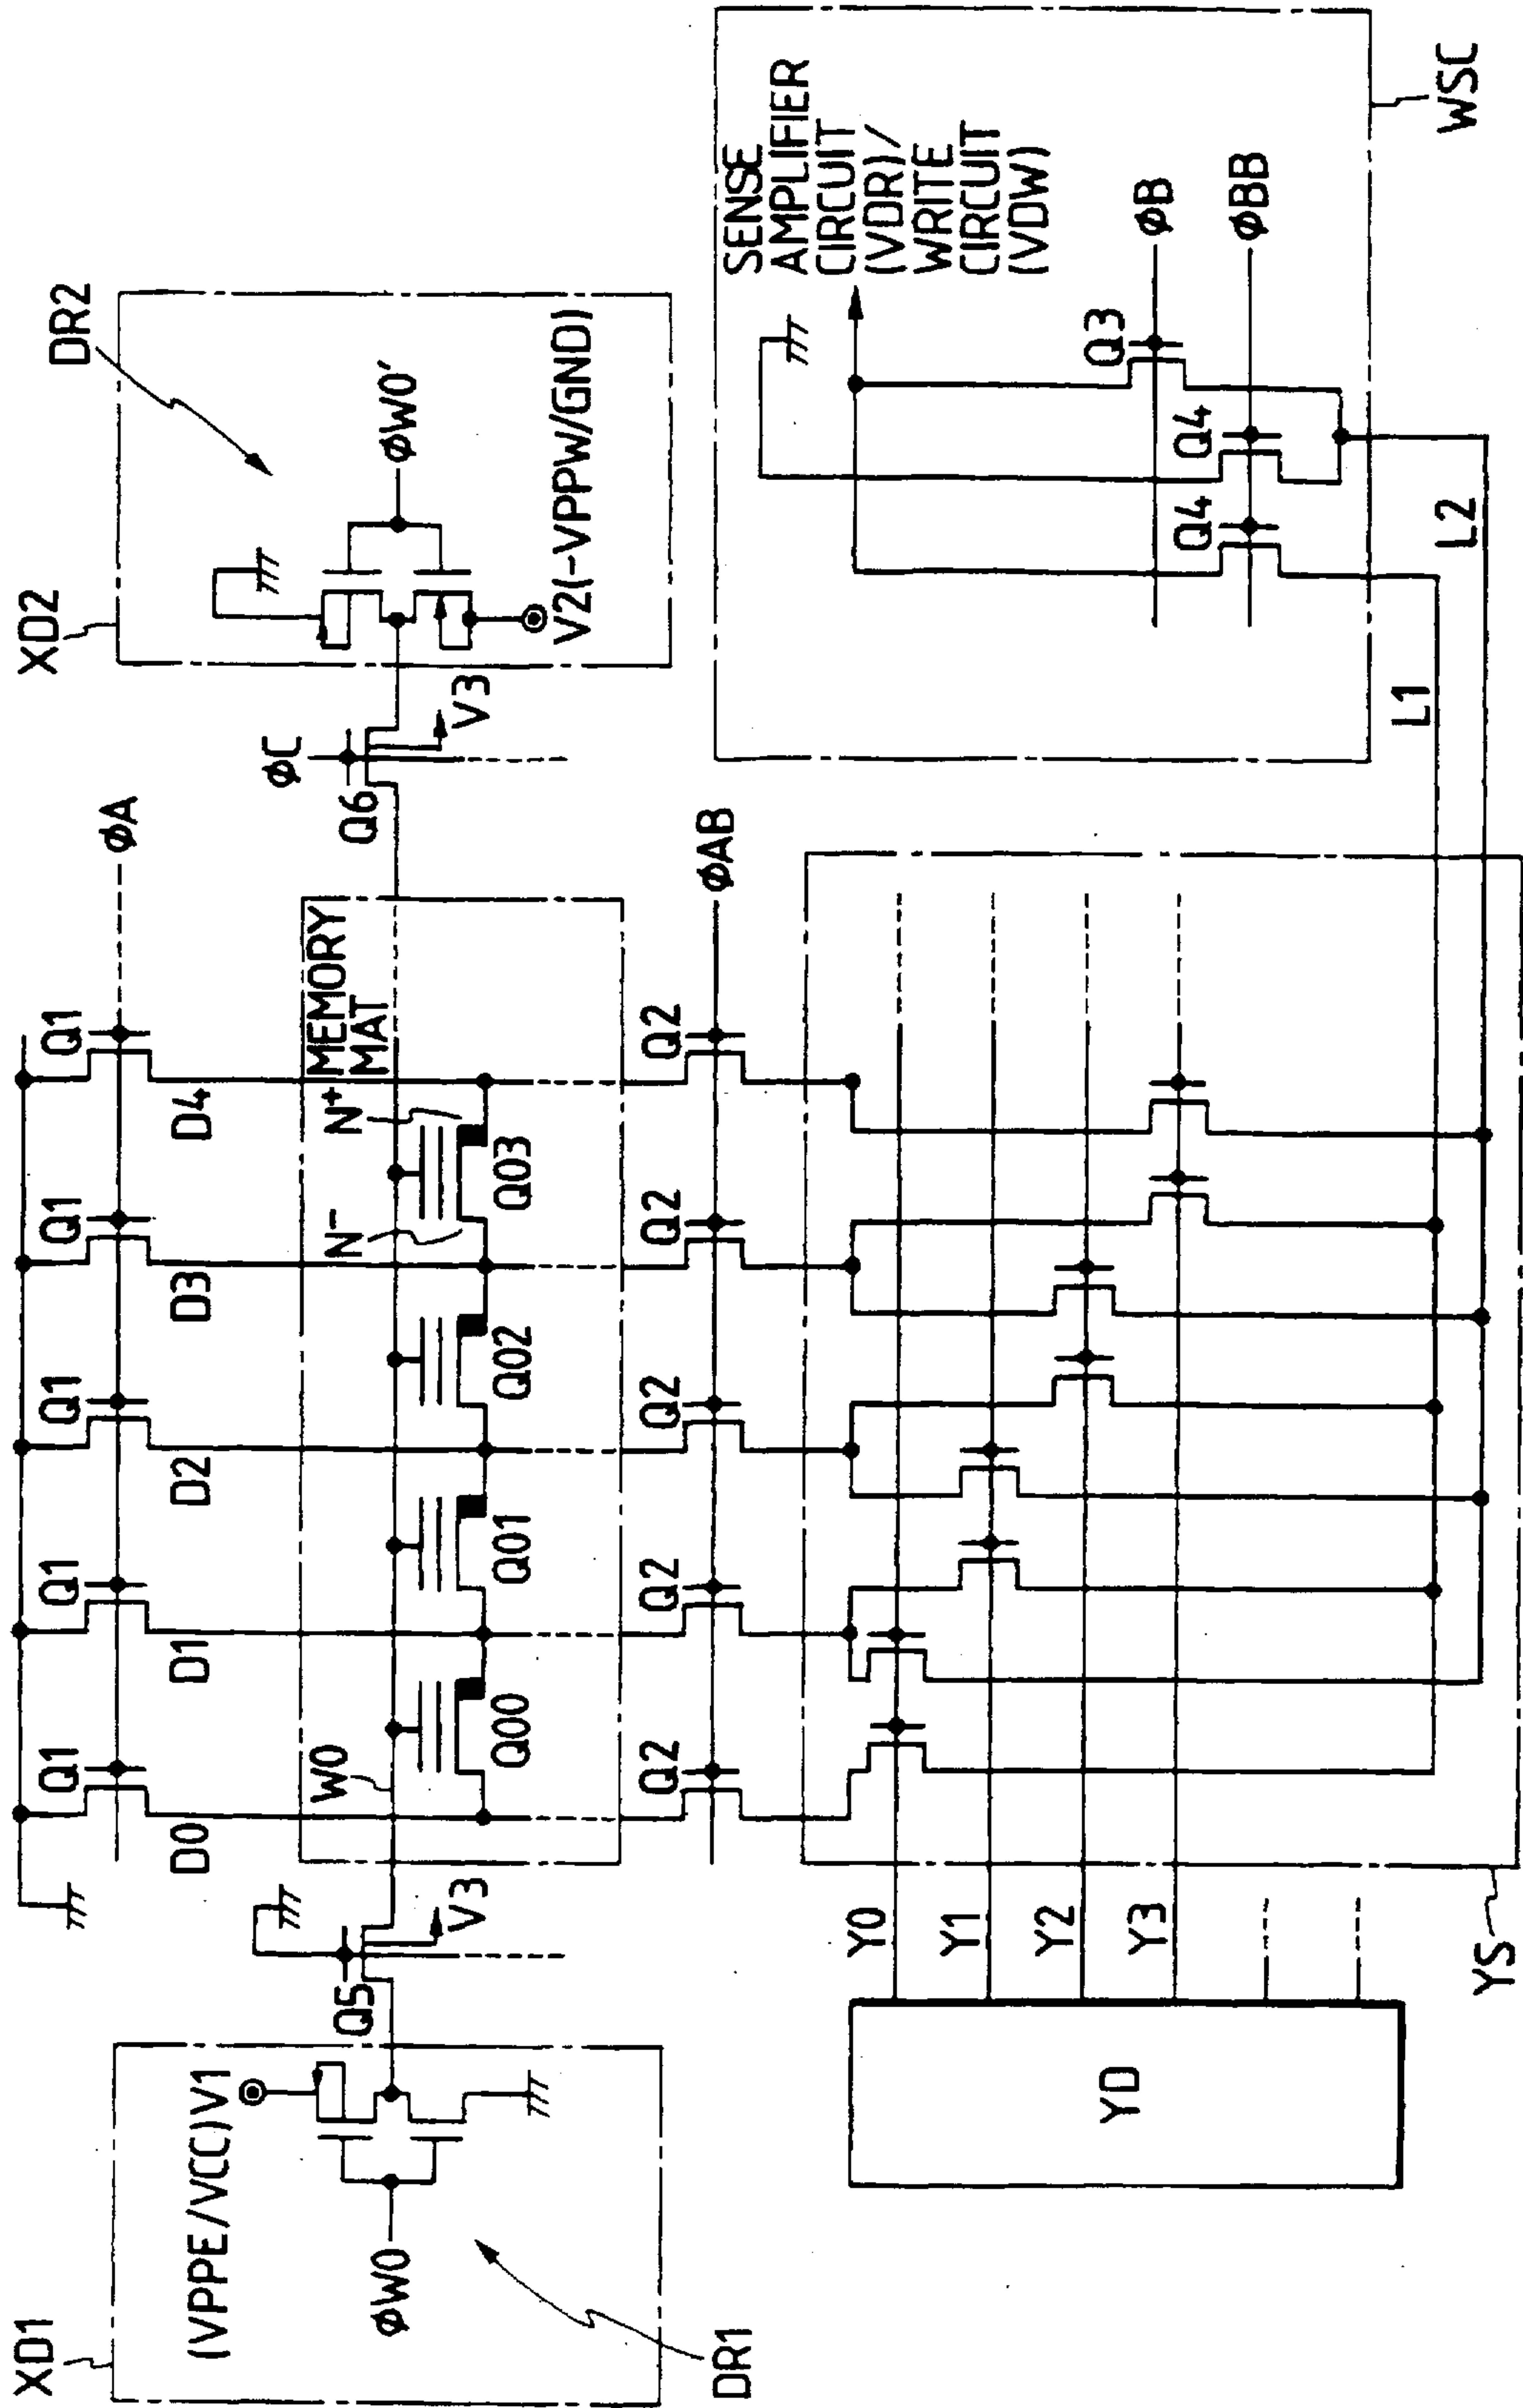 XD1
(VPPE/VCC)V1
ϕW0
DR1
Q5
V3
ϕA
Q1
Q1
Q1
Q1
Q1
D0
D1
D2
D3
D4
W0
MEMORY
MAT
N-
N+
Q00
Q01
Q02
Q03
Q2
Q2
Q2
Q2
Q2
ϕAB
ϕC
Q6
V3
XD2
DR2
ϕW0'
V2(-VPPW/GND)
YD
Y0
Y1
Y2
Y3
YS
L1
L2
SENSE
AMPLIFIER
CIRCUIT
(VDR)/
WRITE
CIRCUIT
(VDW)
Q3
ϕB
Q4
Q4
ϕBB
WSC